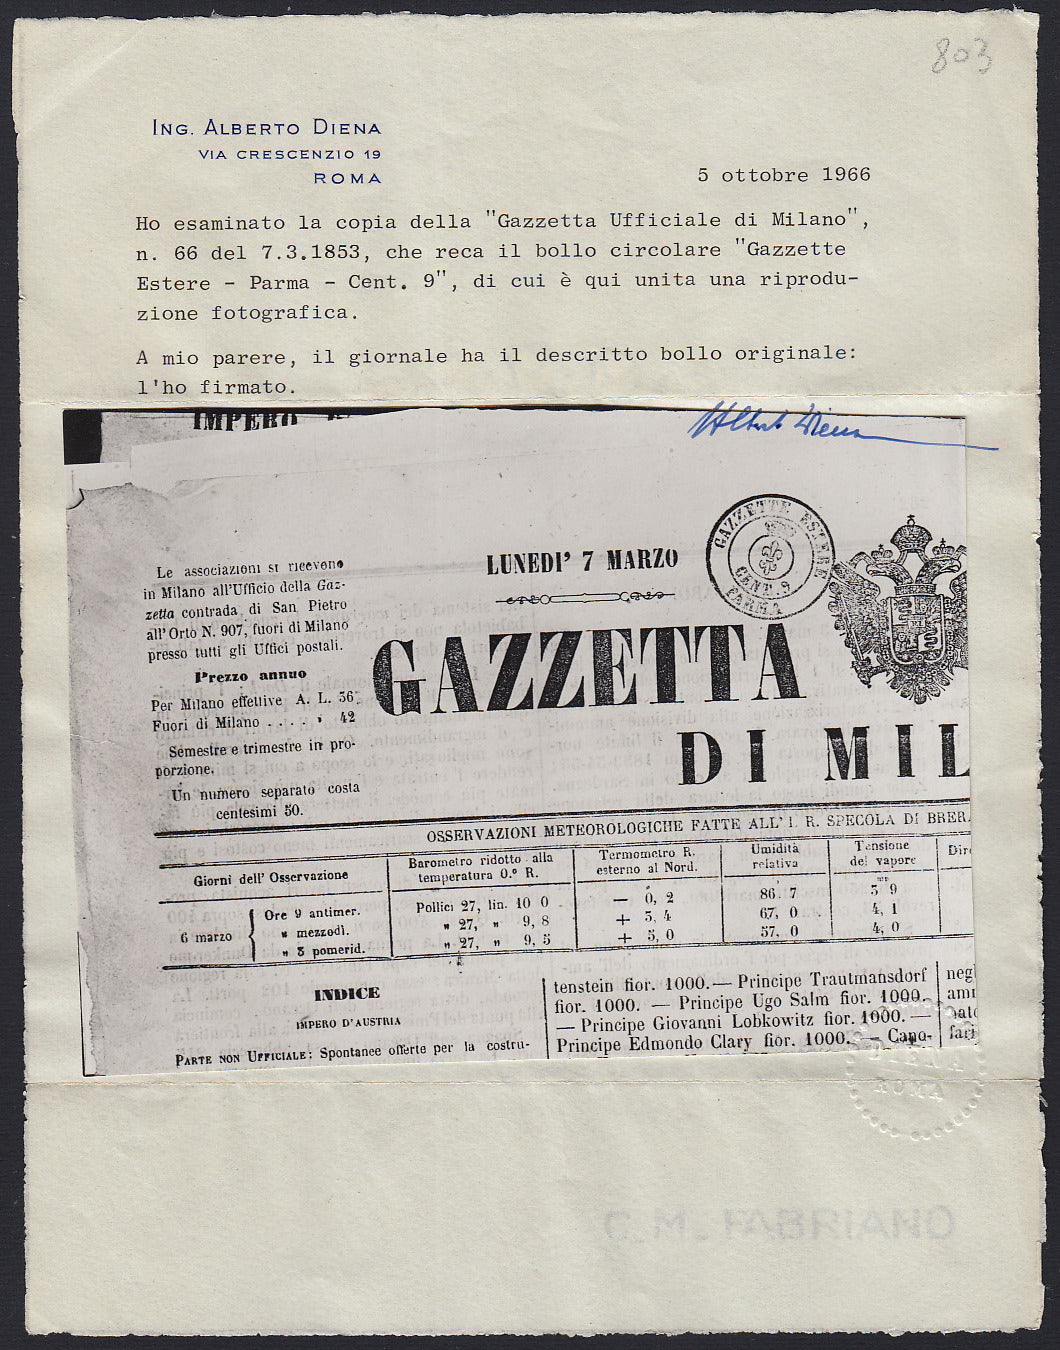 803
ING. ALBERTO DIENA
VIA CRESCENZIO 19
ROMA
5 ottobre 1966
Ho esaminato la copia della "Gazzetta Ufficiale di Milano",
n. 66 del 7.3.1853, che reca il bollo circolare "Gazzette
Estere - Parma - Cent. 9", di cui è qui unita una riprodu-
zione fotografica.
A mio parere, il giornale ha il descritto bollo originale:
l'ho firmato.
Alberto Diena
IMPERO
Le associazioni si ricevono
in Milano all'Ufficio della Gaz-
zetta contrada di San Pietro
all'Orto N. 907, fuori di Milano
presso tutti gli Uffici postali.
Prezzo annuo
Per Milano effettive A. L. 36
Fuori di Milano . . . . " 42
Semestre e trimestre in pro-
porzione.
Un numero separato costa
centesimi 50.
LUNEDI' 7 MARZO
GAZZETTE ESTERE
1853
CENT. 9
PARMA
GAZZETTA
DI MIL
OSSERVAZIONI METEOROLOGICHE FATTE ALL' I. R. SPECOLA DI BRER
Giorni dell' Osservazione Barometro ridotto alla temperatura 0.° R. Termometro R. esterno al Nord. Umidità relativa Tensione del vapore Dire
6 marzo
Ore 9 antimer. Pollici 27, lin. 10 0 — 0, 2 86. 7 3 9
" mezzodì. " 27, " 9, 8 + 3, 4 67, 0 4, 1
" 3 pomerid. " 27, " 9, 5 + 5, 0 57, 0 4, 0
INDICE
IMPERO D'AUSTRIA
PARTE NON UFFICIALE: Spontanee offerte per la costru-
tenstein fior. 1000.— Principe Trautmansdorf
fior. 1000. — Principe Ugo Salm fior. 1000.
— Principe Giovanni Lobkowitz fior. 1000. —
Principe Edmondo Clary fior. 1000. — Capo-
negl
am
nate
fari
DIENA
ROMA
C. M. FABRIANO